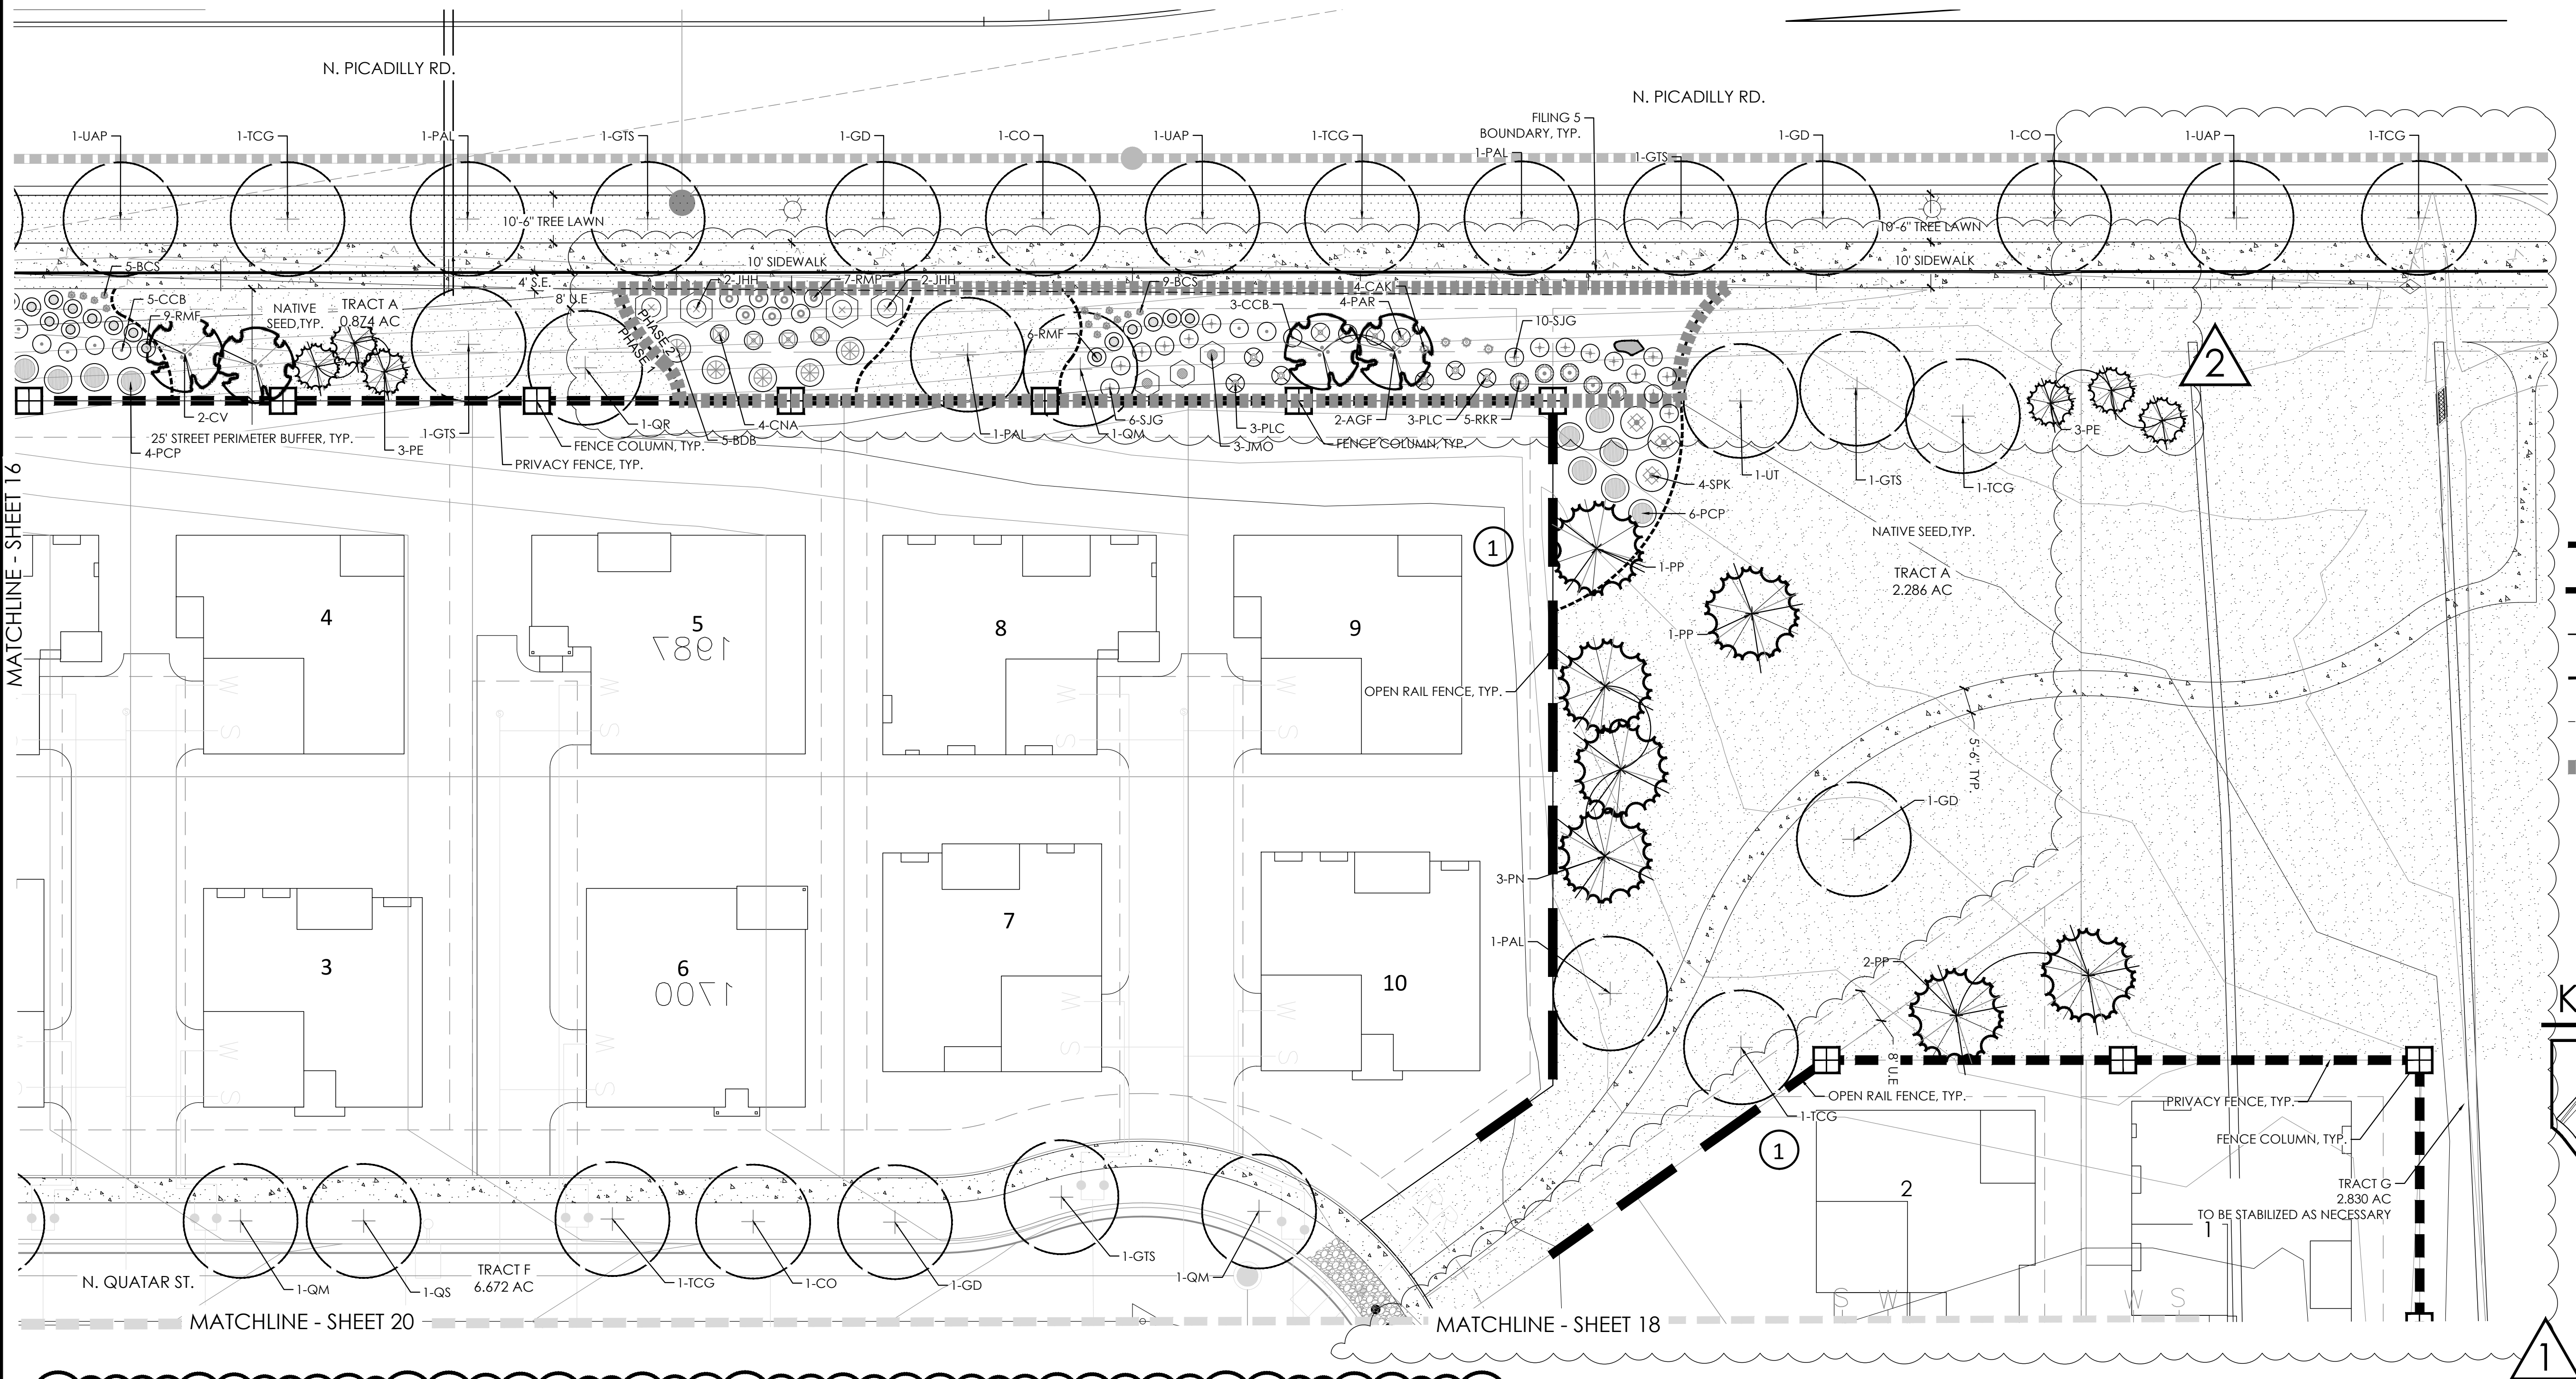 N. PICADILLY RD.
N. PICADILLY RD.
FILING 5
BOUNDARY, TYP.
1-UAP
1-TCG
1-PAL
1-GTS
1-GD
1-CO
1-UAP
1-TCG
1-PAL
1-GTS
1-GD
1-CO
1-UAP
1-TCG
10'-6" TREE LAWN
10'-6" TREE LAWN
10' SIDEWALK
10' SIDEWALK
5-BCS
4' S.E.
8' U.E
2-JHH
7-RMP
2-JHH
9-BCS
4-CAK
5-CCB
9-RMF
NATIVE
SEED,TYP.
TRACT A
0.874 AC
PHASE 2
PHASE 1
6-RMF
3-CCB
4-PAR
10-SJG
2
2-CV
25' STREET PERIMETER BUFFER, TYP.
4-PCP
3-PE
1-GTS
PRIVACY FENCE, TYP.
FENCE COLUMN, TYP.
1-QR
5-BDB
4-CNA
1-PAL
1-QM
6-SJG
3-PLC
3-JMO
FENCE COLUMN, TYP.
2-AGF
3-PLC
5-RKR
4-SPK
6-PCP
1-UT
1-GTS
1-TCG
3-PE
MATCHLINE - SHEET 16
NATIVE SEED,TYP.
TRACT A
2.286 AC
1
1-PP
1-PP
4
5
1987
8
9
OPEN RAIL FENCE, TYP.
W
S
W
S
W
S
W
S
5'-6", TYP.
1-GD
3-PN
1-PAL
2-PP
3
6
1700
7
10
W
S
W
S
W
S
W
S
8' U.E
OPEN RAIL FENCE, TYP.
1-TCG
1
PRIVACY FENCE, TYP.
FENCE COLUMN, TYP.
TRACT G
2.830 AC
TO BE STABILIZED AS NECESSARY
2
1
S W
W S
K
N. QUATAR ST.
1-QM
1-QS
TRACT F
6.672 AC
1-TCG
1-CO
1-GD
1-GTS
1-QM
MATCHLINE - SHEET 20
MATCHLINE - SHEET 18
1